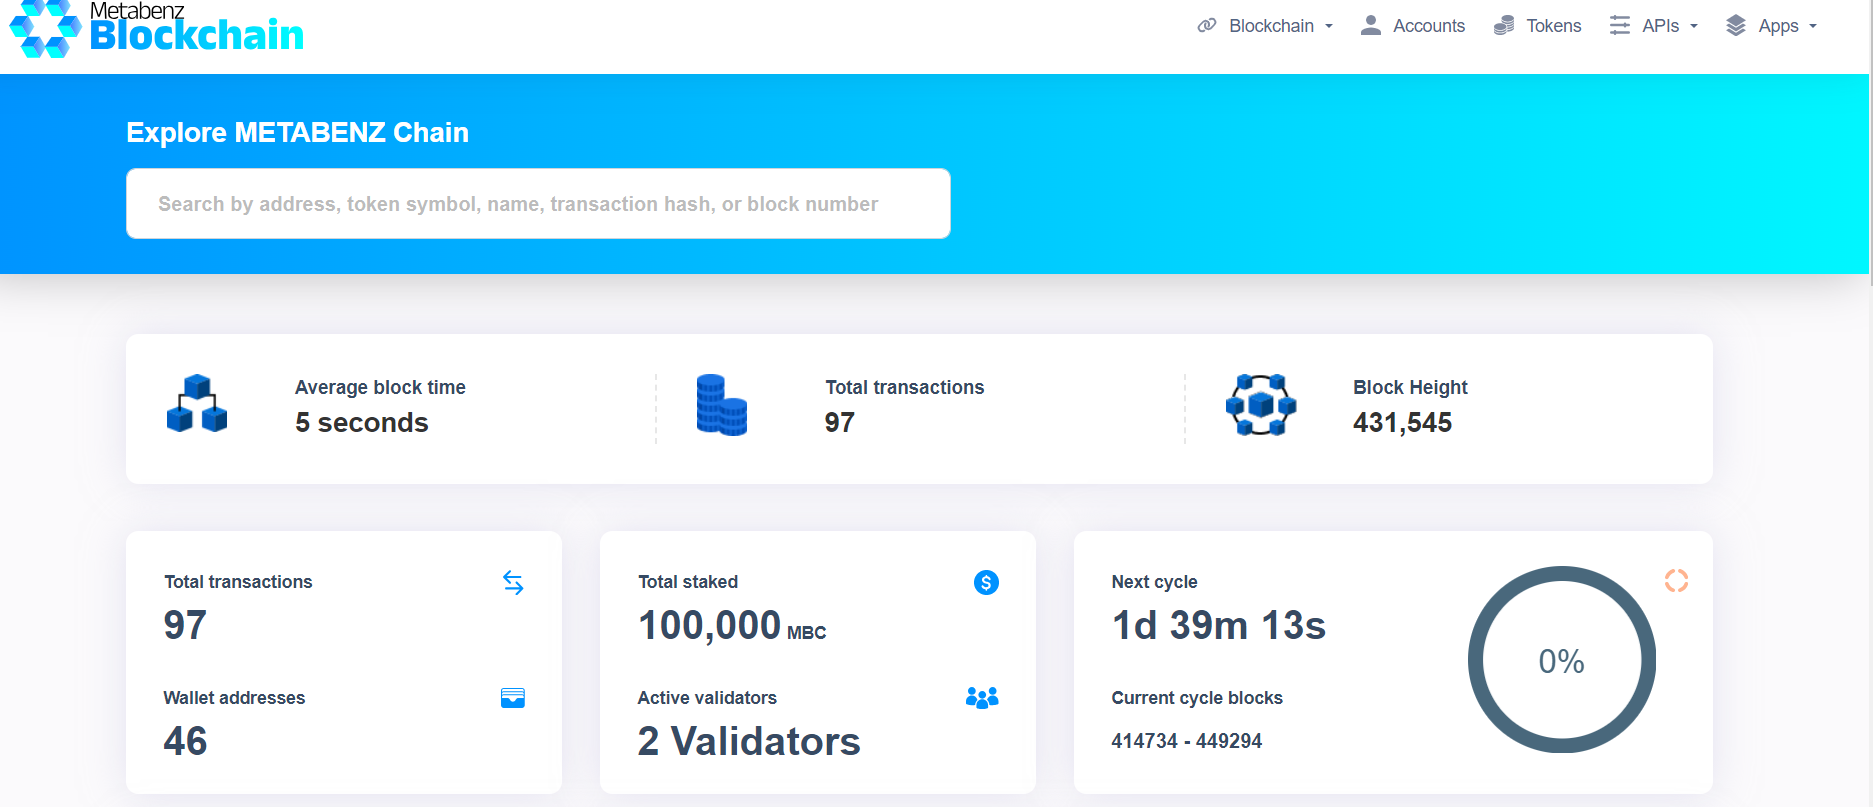 Metabenz
Blockchain
Blockchain
Accounts
Tokens
APIs
Apps
Explore METABENZ Chain
Search by address, token symbol, name, transaction hash, or block number
Average block time
5 seconds
Total transactions
97
Block Height
431,545
Total transactions
97
Wallet addresses
46
Total staked
100,000 MBC
Active validators
2 Validators
Next cycle
1d 39m 13s
Current cycle blocks
414734 - 449294
0%